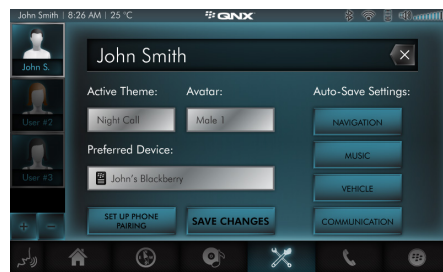 John Smith | 8:26 AM | 25 °C
QNX
John S.
John Smith
Active Theme:
Avatar:
Auto-Save Settings:
Night Call
Male 1
NAVIGATION
User #2
Preferred Device:
MUSIC
John's Blackberry
User #3
VEHICLE
SET UP PHONE
PAIRING
SAVE CHANGES
COMMUNICATION